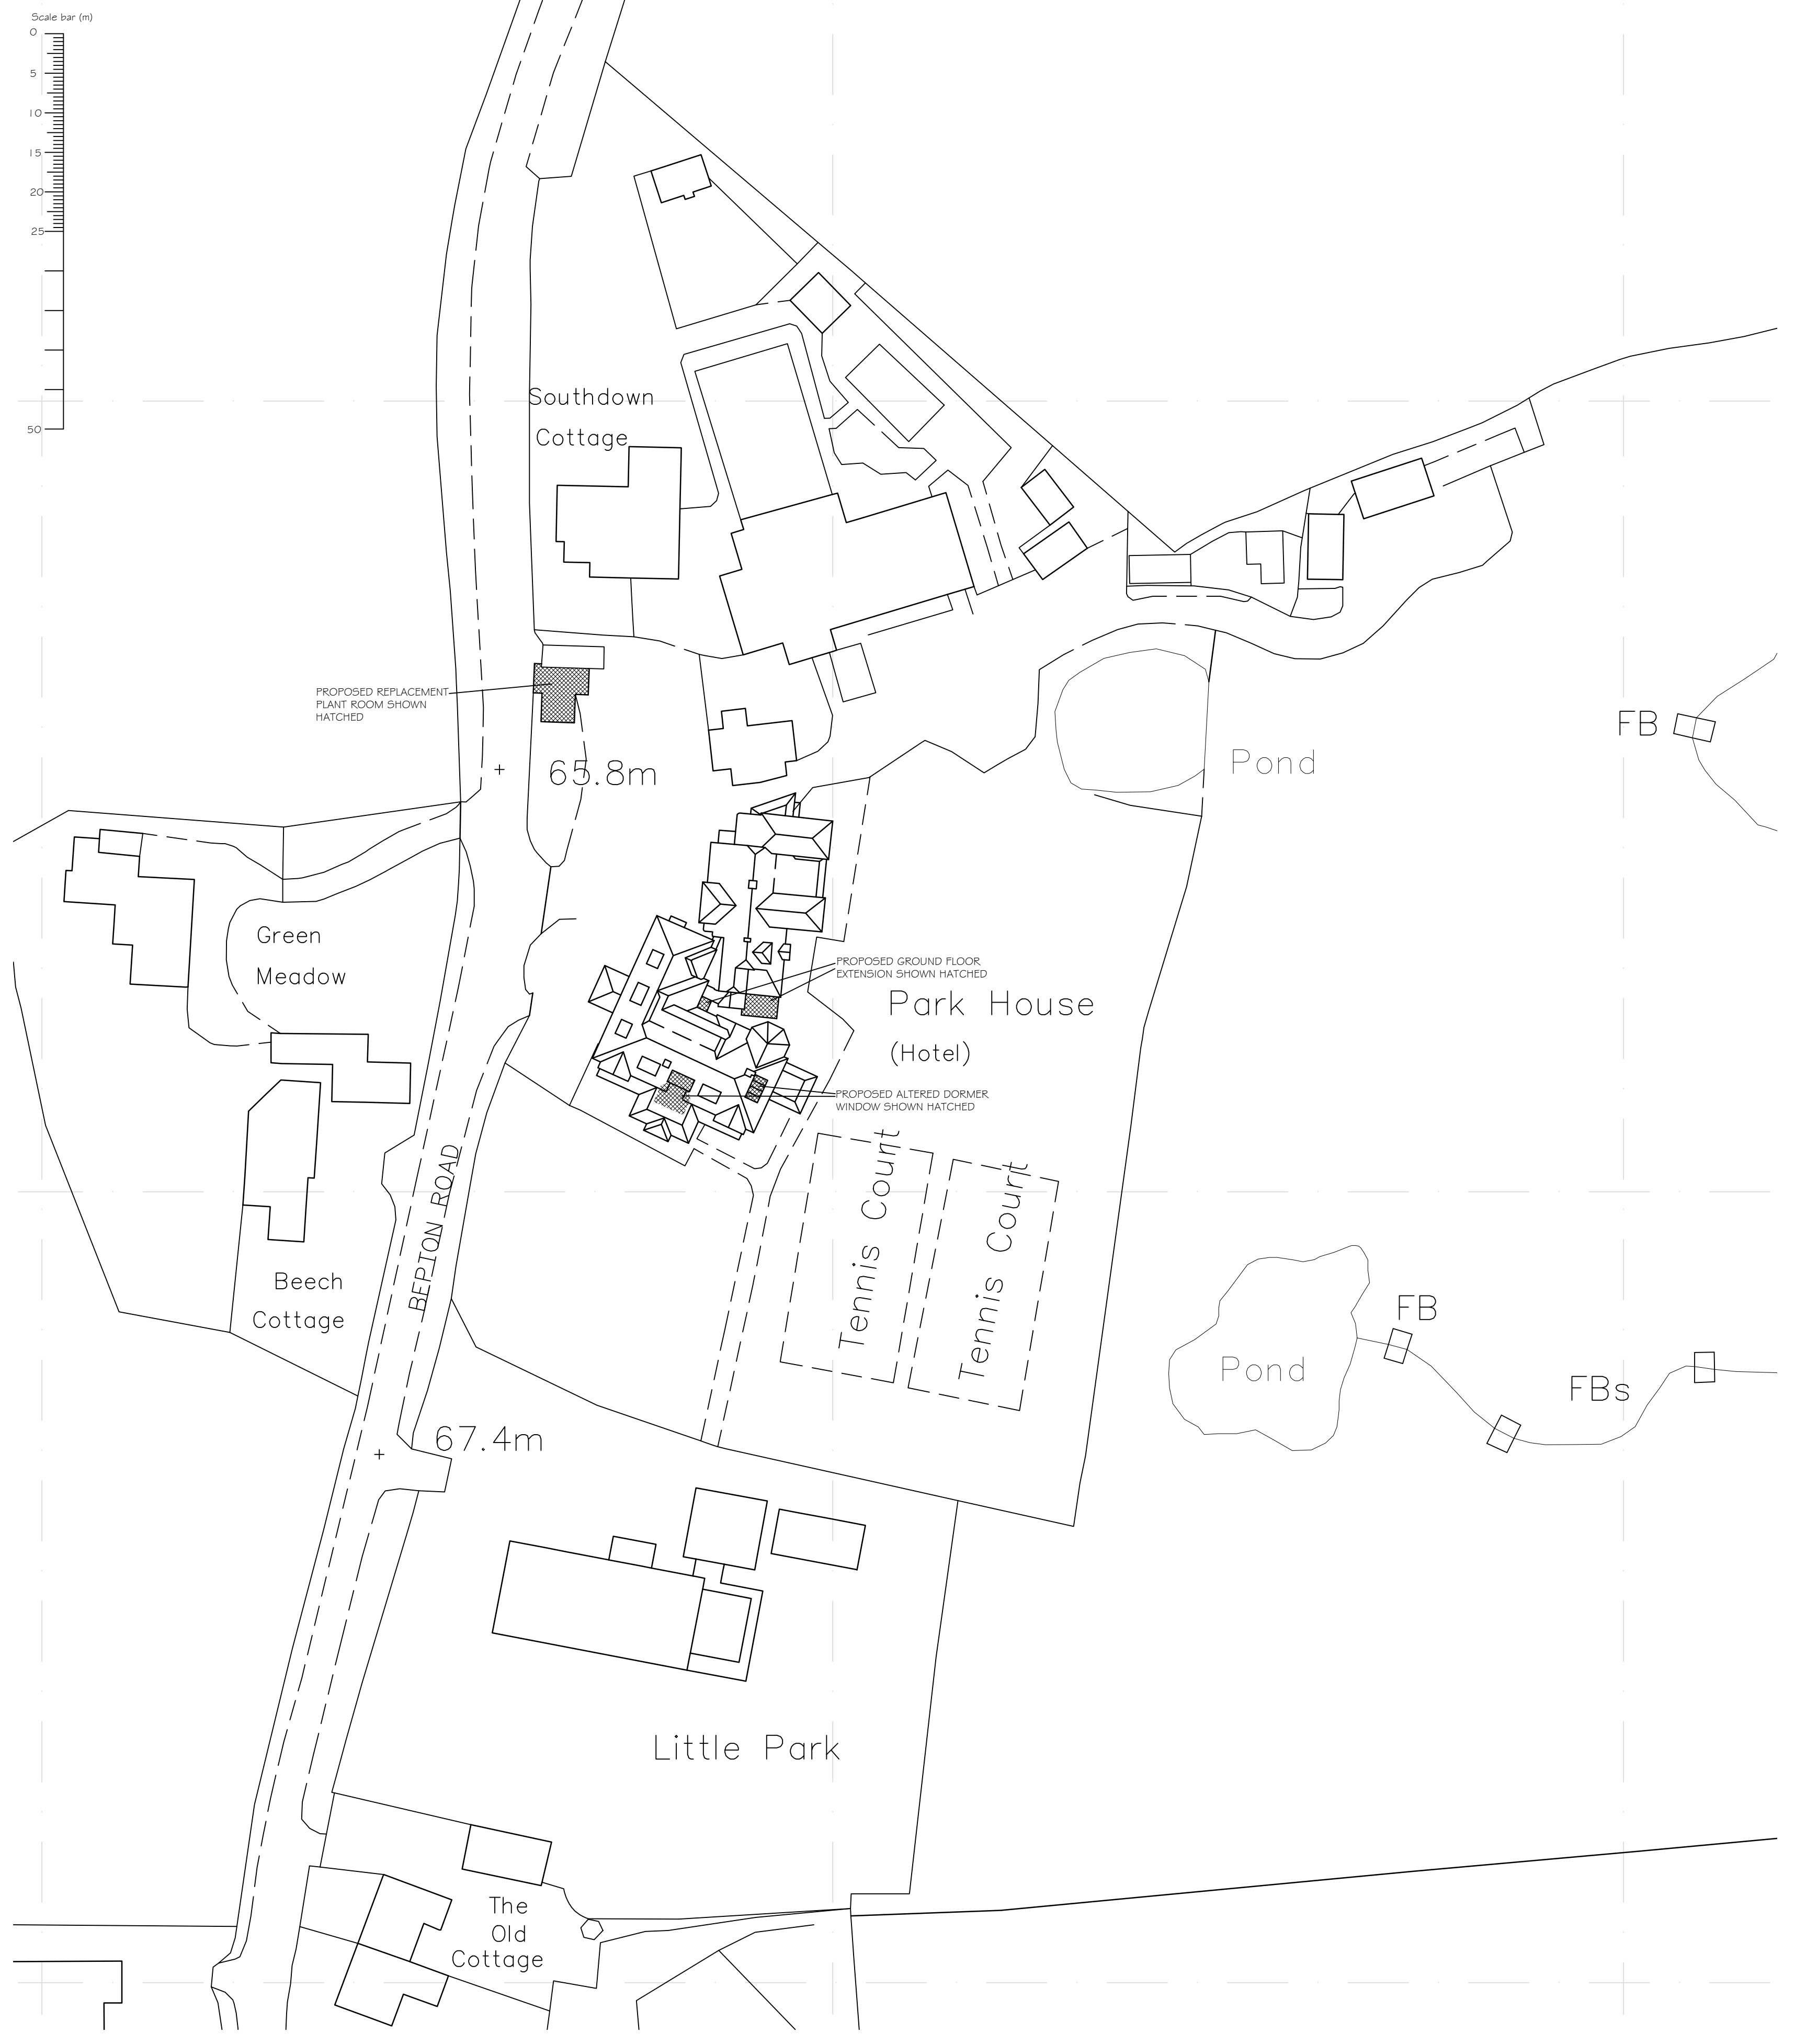 Scale bar (m)
0
5
10
15
20
25
50
Southdown
Cottage
PROPOSED REPLACEMENT
PLANT ROOM SHOWN
HATCHED
65.8m
Pond
FB
Green
Meadow
PROPOSED GROUND FLOOR
EXTENSION SHOWN HATCHED
Park House
(Hotel)
PROPOSED ALTERED DORMER
WINDOW SHOWN HATCHED
Tennis Court
Tennis Court
BEPTON ROAD
Beech
Cottage
FB
Pond
FBs
67.4m
Little Park
The
Old
Cottage